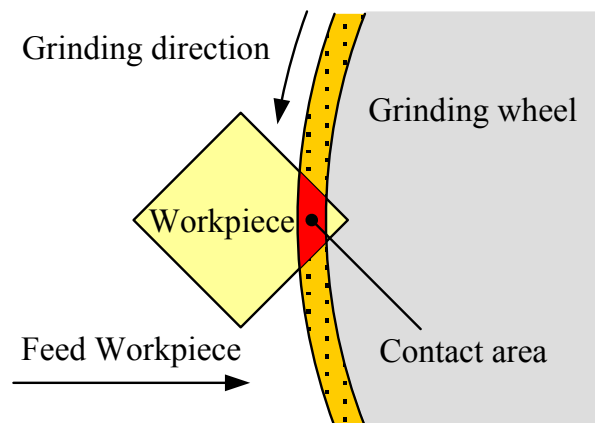 Grinding direction
Grinding wheel
Workpiece
Feed Workpiece
Contact area